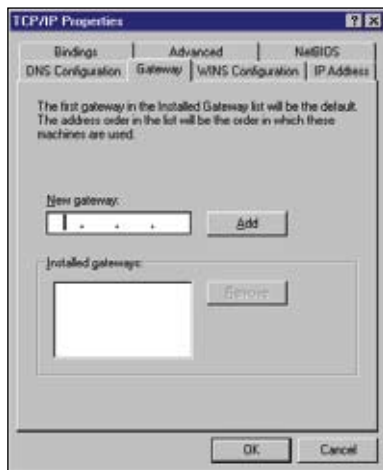 TCP/IP Properties
Bindings Advanced NetBIOS
DNS Configuration Gateway WINS Configuration IP Address
The first gateway in the Installed Gateway list will be the default.
The address order in the list will be the order in which these
machines are used.
New gateway:
Add
Installed gateways:
Remove
OK Cancel